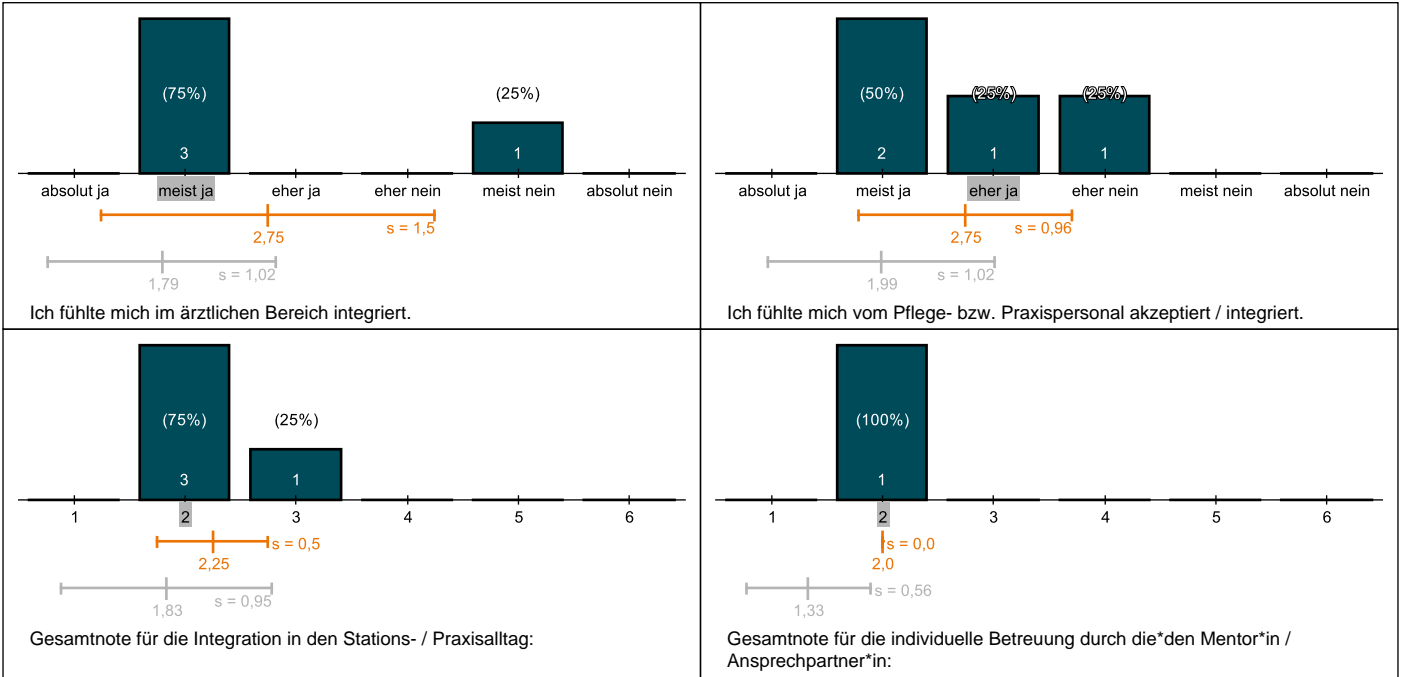 (75%) (25%)
3 1
absolut ja meist ja eher ja eher nein meist nein absolut nein
s = 1,5
2,75
s = 1,02
1,79
Ich fühlte mich im ärztlichen Bereich integriert.
(50%) (25%) (25%)
2 1 1
absolut ja meist ja eher ja eher nein meist nein absolut nein
s = 0,96
2,75
s = 1,02
1,99
Ich fühlte mich vom Pflege- bzw. Praxispersonal akzeptiert / integriert.
(75%) (25%)
3 1
1 2 3 4 5 6
s = 0,5
2,25
s = 0,95
1,83
Gesamtnote für die Integration in den Stations- / Praxisalltag:
(100%)
1
1 2 3 4 5 6
s = 0,0
2,0
s = 0,56
1,33
Gesamtnote für die individuelle Betreuung durch die*den Mentor*in /
Ansprechpartner*in: